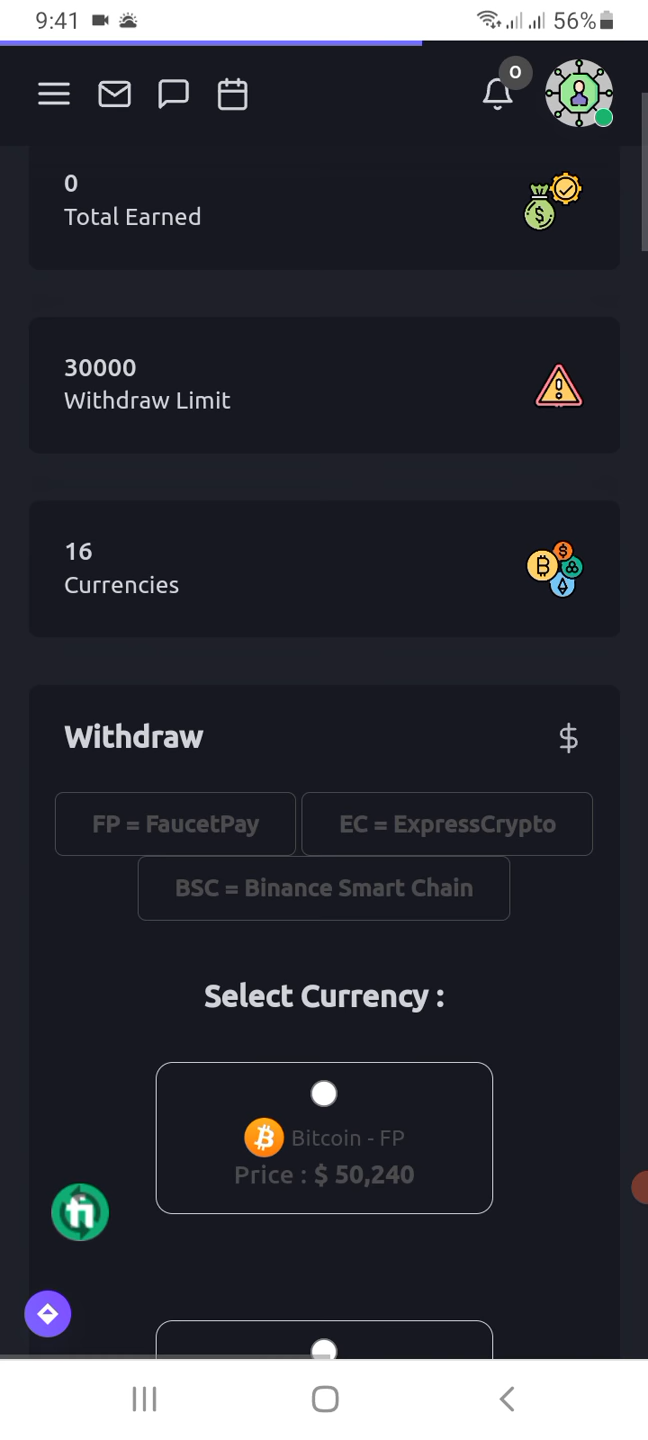 9:41
56%
0
0
Total Earned
30000
Withdraw Limit
16
Currencies
Withdraw
FP = FaucetPay
EC = ExpressCrypto
BSC = Binance Smart Chain
Select Currency :
Bitcoin - FP
Price : $ 50,240